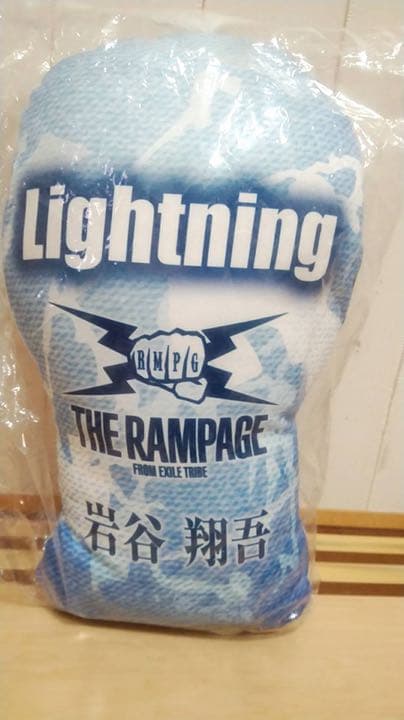 Lightning
RMPG
THE RAMPAGE
FROM EXILE TRIBE
岩谷 翔吾